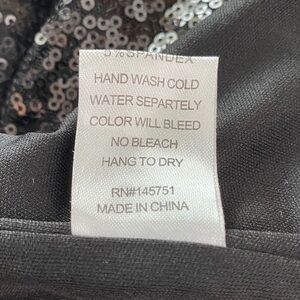 5%SPANDEX
HAND WASH COLD
WATER SEPARTELY
COLOR WILL BLEED
NO BLEACH
HANG TO DRY
RN#145751
MADE IN CHINA